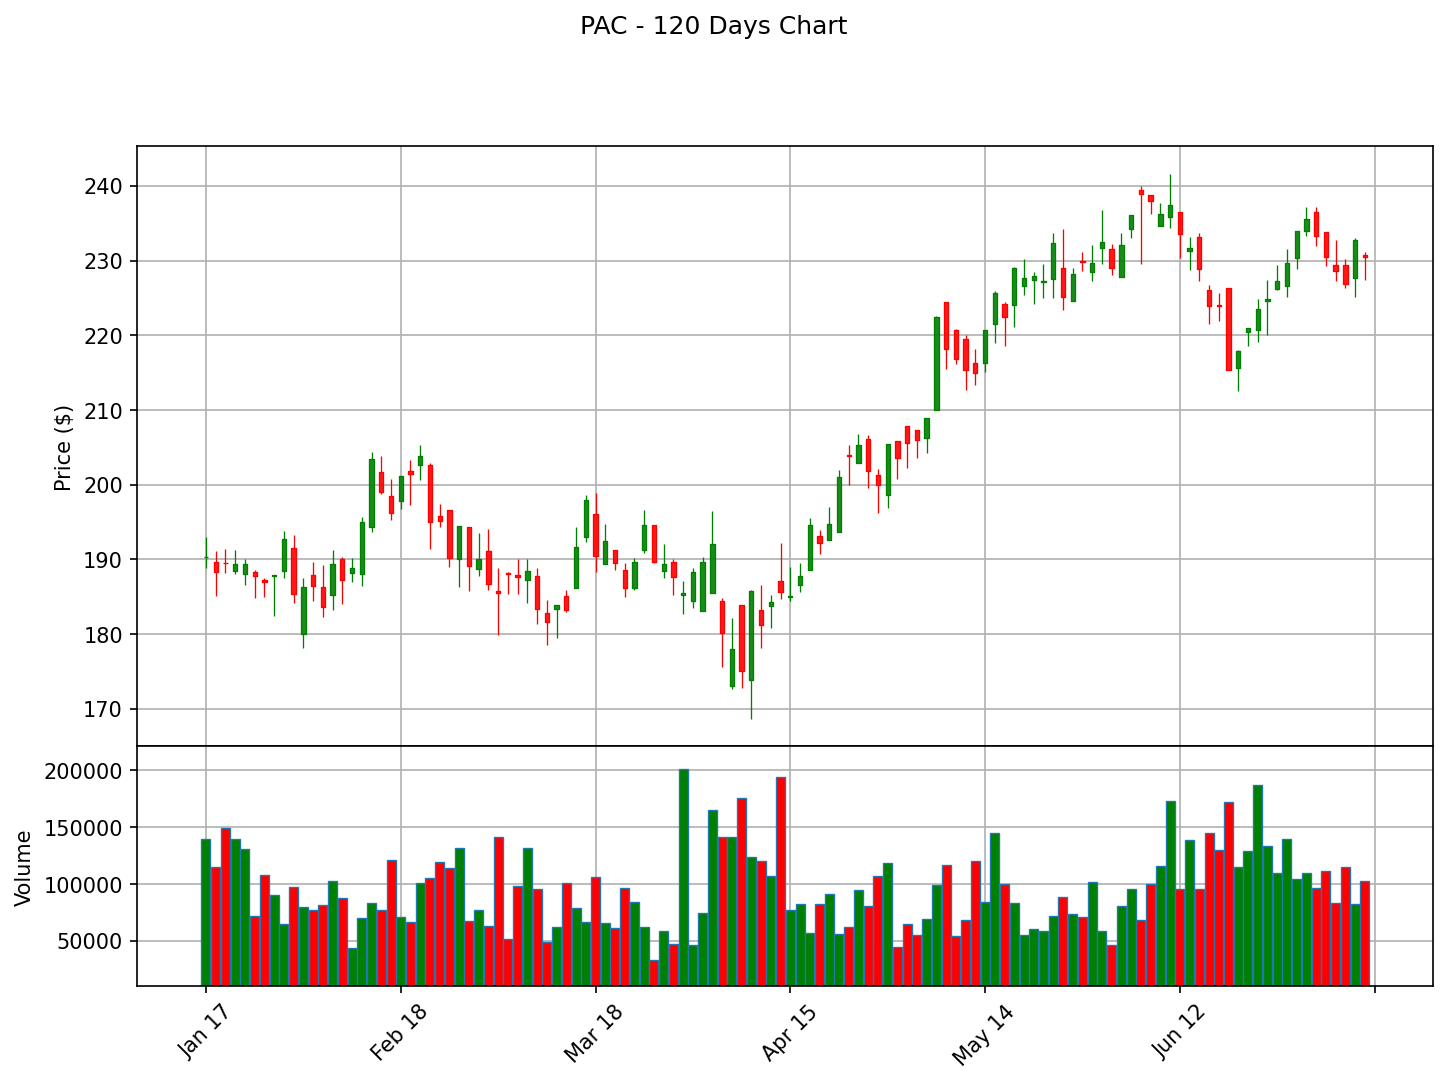 PAC - 120 Days Chart
240
230
220
210
200
190
180
170
Price ($)
200000
150000
100000
50000
Volume
Jan 17
Feb 18
Mar 18
Apr 15
May 14
Jun 12